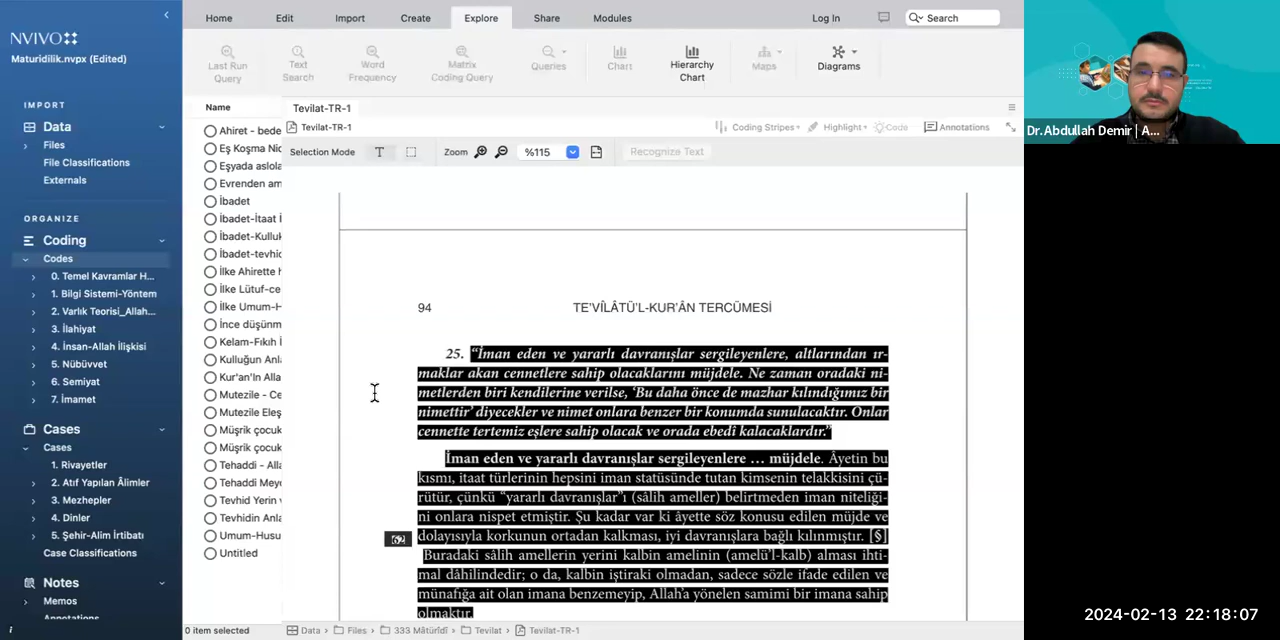 Home Edit Import Create Explore Share Modules Log In Search
NVIVO
Maturidilik.nvpx (Edited)
Last Run Query
Text Search
Word Frequency
Matrix Coding Query
Queries
Chart
Hierarchy Chart
Maps
Diagrams
IMPORT
Data
Files
File Classifications
Externals
ORGANIZE
Coding
Codes
0. Temel Kavramlar H...
1. Bilgi Sistemi-Yöntem
2. Varlık Teorisi_Allah...
3. İlahiyat
4. İnsan-Allah İlişkisi
5. Nübüvvet
6. Semiyat
7. İmamet
Cases
Cases
1. Rivayetler
2. Atıf Yapılan Âlimler
3. Mezhepler
4. Dinler
5. Şehir-Alim İrtibatı
Case Classifications
Notes
Memos
Annotations
Name
Ahiret - bede
Eş Koşma Nic
Eşyada aslola
Evrenden am
İbadet
İbadet-İtaat İ
İbadet-Kulluk
İbadet-tevhid
İlke Ahirette h
İlke Lütuf-ce
İlke Umum-H
İnce düşünm
Kelam-Fıkıh İ
Kulluğun Anla
Kur'an'In Alla
Mutezile - Ce
Mutezile Eleş
Müşrik çocuk
Müşrik çocuk
Tehaddi - Alla
Tehaddi Meyd
Tevhid Yerin v
Tevhidin Anla
Umum-Husu
Untitled
0 item selected
Tevilat-TR-1
Tevilat-TR-1
Coding Stripes Highlight Code Annotations
Selection Mode T Zoom %115 Recognize Text
94 TE'VÎLÂTÜ'L-KUR'ÂN TERCÜMESİ
25. “İman eden ve yararlı davranışlar sergileyenlere, altlarından ır-
maklar akan cennetlere sahip olacaklarını müjdele. Ne zaman oradaki ni-
metlerden biri kendilerine verilse, ‘Bu daha önce de mazhar kılındığımız bir
nimettir’ diyecekler ve nimet onlara benzer bir konumda sunulacaktır. Onlar
cennette tertemiz eşlere sahip olacak ve orada ebedî kalacaklardır.”
İman eden ve yararlı davranışlar sergileyenlere … müjdele. Âyetin bu
kısmı, itaat türlerinin hepsini iman statüsünde tutan kimsenin telakkisini çü-
rütür, çünkü “yararlı davranışlar”ı (sâlih ameller) belirtmeden iman niteliği-
ni onlara nispet etmiştir. Şu kadar var ki âyette söz konusu edilen müjde ve
62 dolayısıyla korkunun ortadan kalkması, iyi davranışlara bağlı kılınmıştır. [§]
Buradaki sâlih amellerin yerini kalbin amelinin (amelü’l-kalb) alması ihti-
mal dâhilindedir; o da, kalbin iştiraki olmadan, sadece sözle ifade edilen ve
münafığa ait olan imana benzemeyip, Allah’a yönelen samimi bir imana sahip
olmaktır.
Data Files 333 Mâtürîdî Tevilat Tevilat-TR-1
Dr.Abdullah Demir | A...
2024-02-13 22:18:07